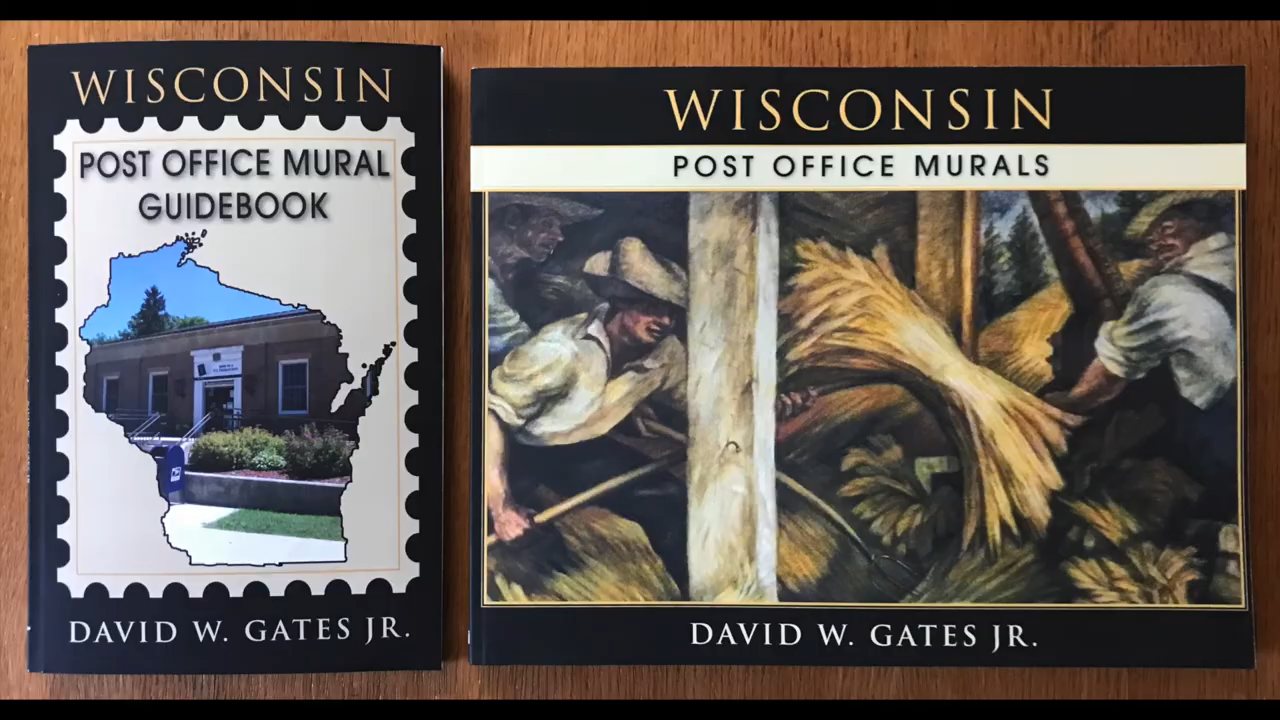 WISCONSIN
POST OFFICE MURAL
GUIDEBOOK
DAVID W. GATES JR.
WISCONSIN
POST OFFICE MURALS
DAVID W. GATES JR.